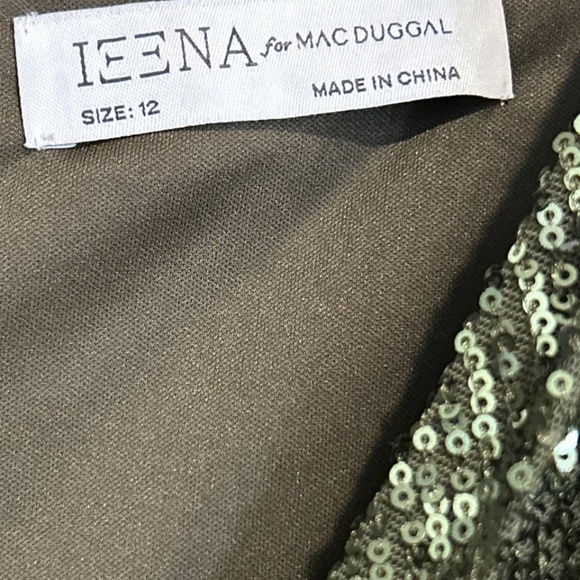 IEENA for MAC DUGGAL
SIZE: 12
MADE IN CHINA